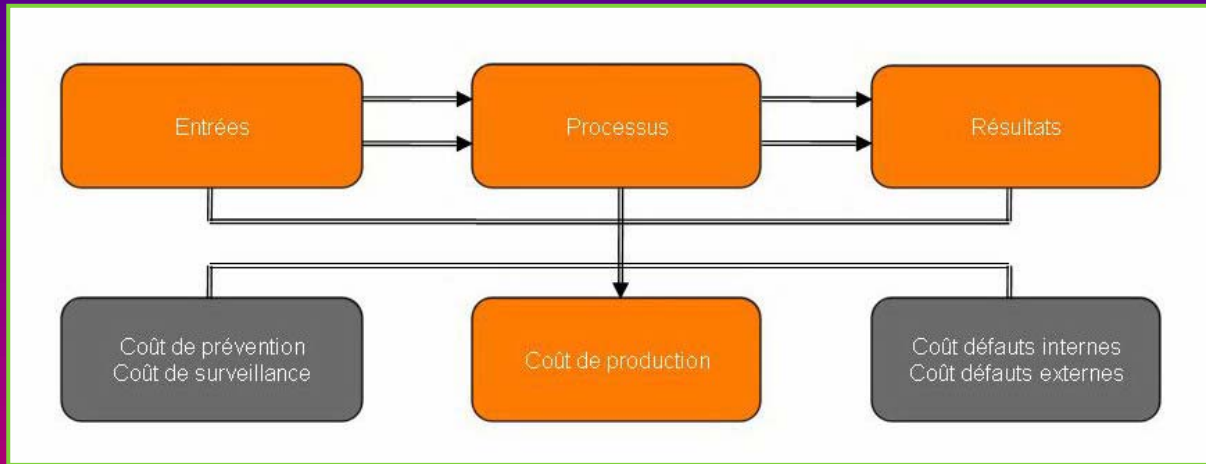 Entrées
Processus
Résultats
Coût de prévention
Coût de surveillance
Coût de production
Coût défauts internes
Coût défauts externes